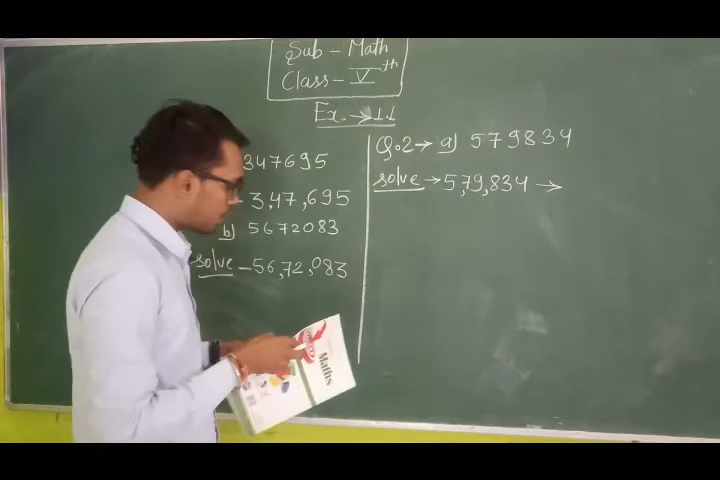 Sub - Math
Class - Vth
Ex. → 1.1
347695
- 3,47,695
b) 5672083
solve - 56,72,083
Q.2 → a) 579834
solve → 5,79,834 →
Maths